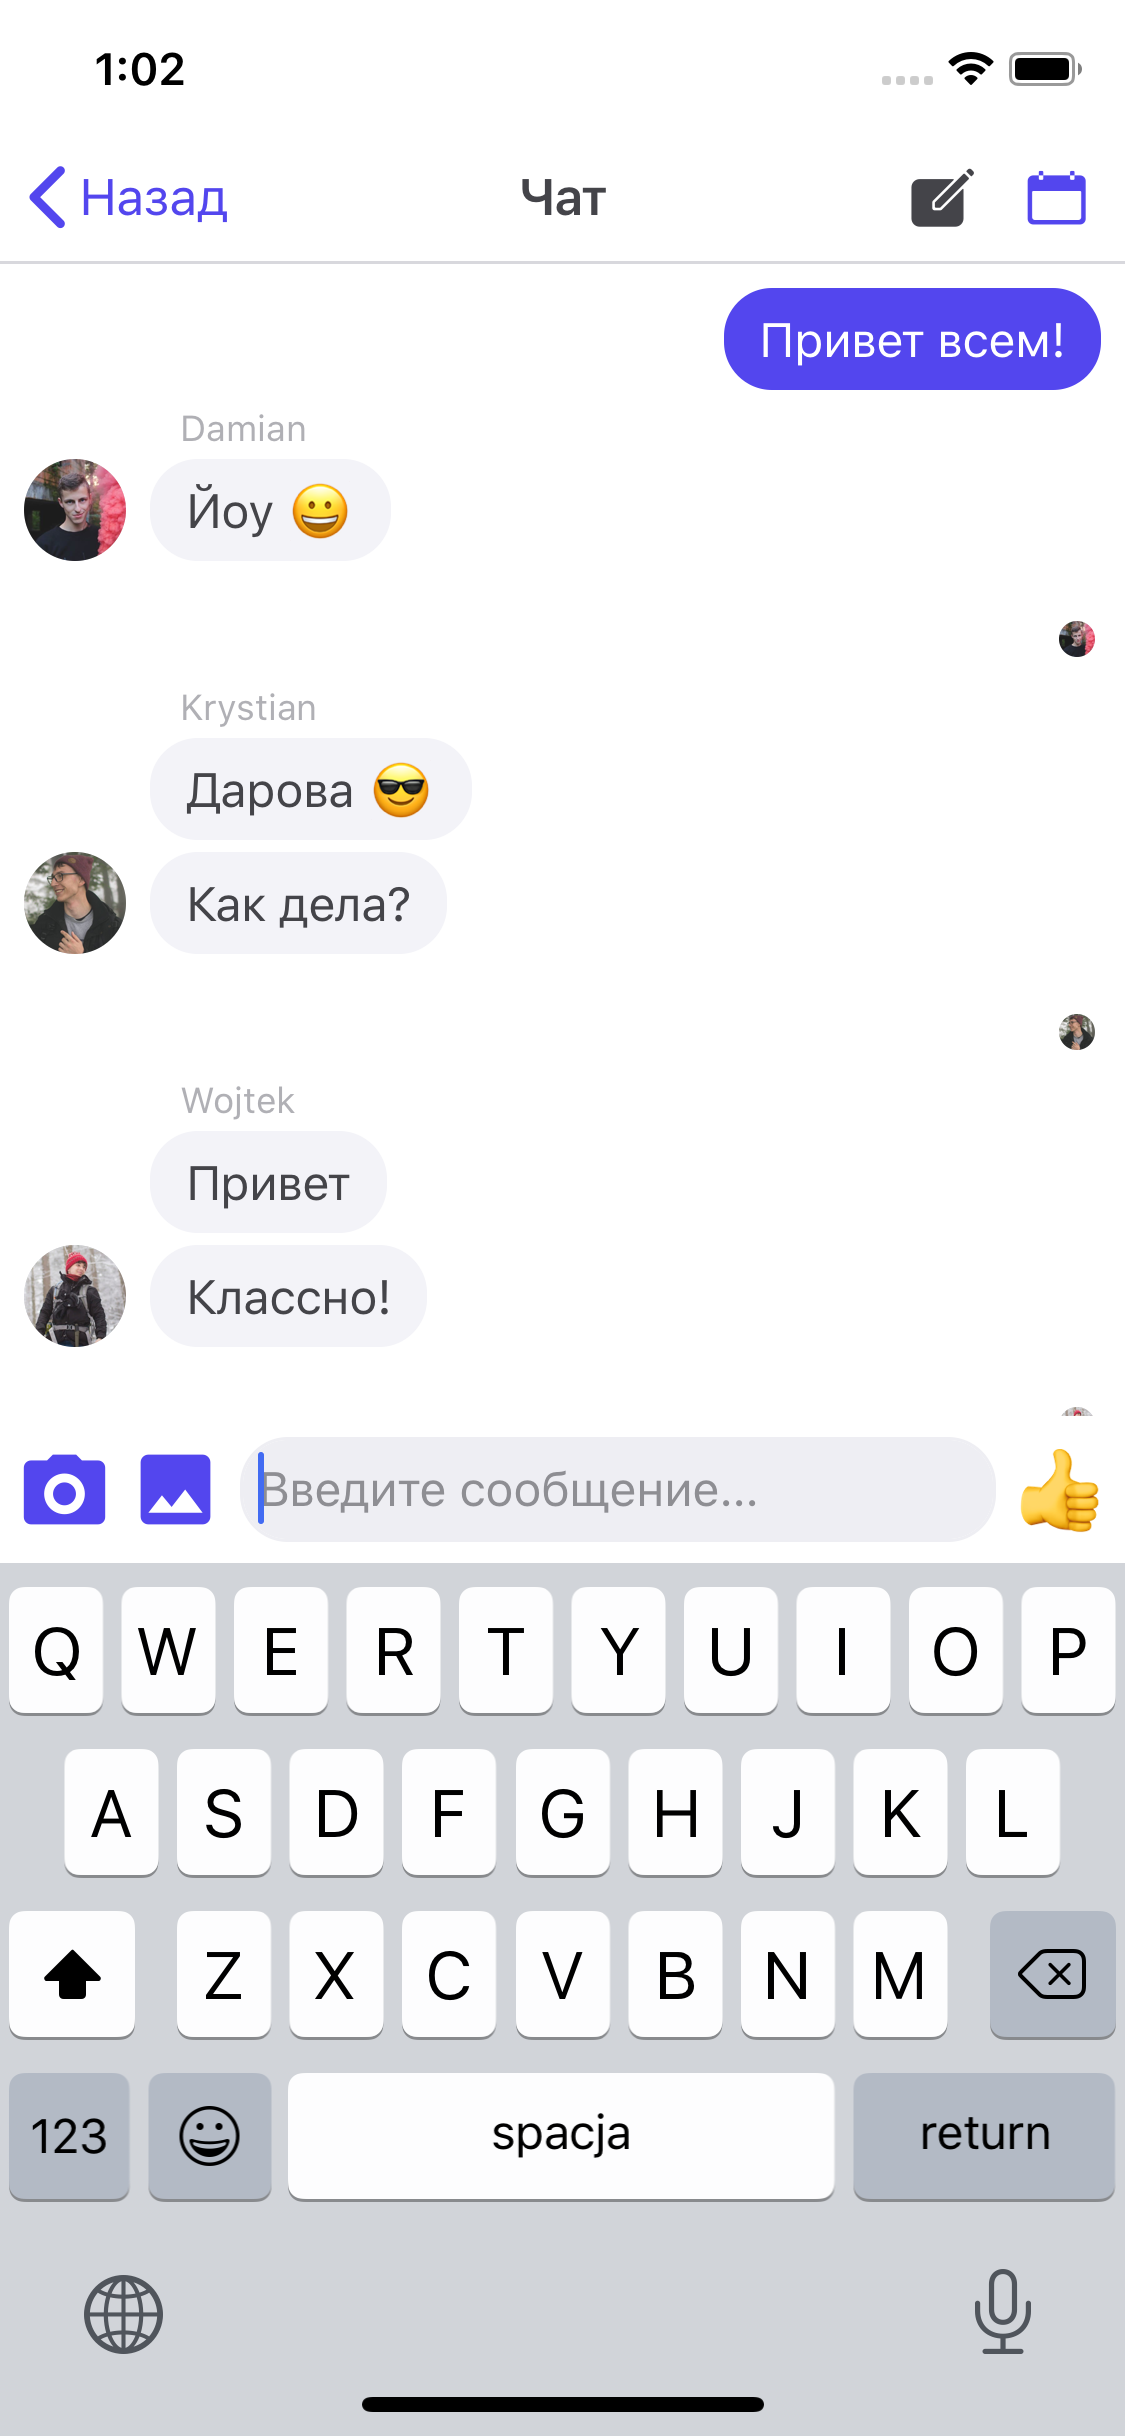 1:02
Назад Чат
Привет всем!
Damian
Йоу 😀
Krystian
Дарова 😎
Как дела?
Wojtek
Привет
Классно!
Введите сообщение...
Q W E R T Y U I O P
A S D F G H J K L
Z X C V B N M
123 spacja return